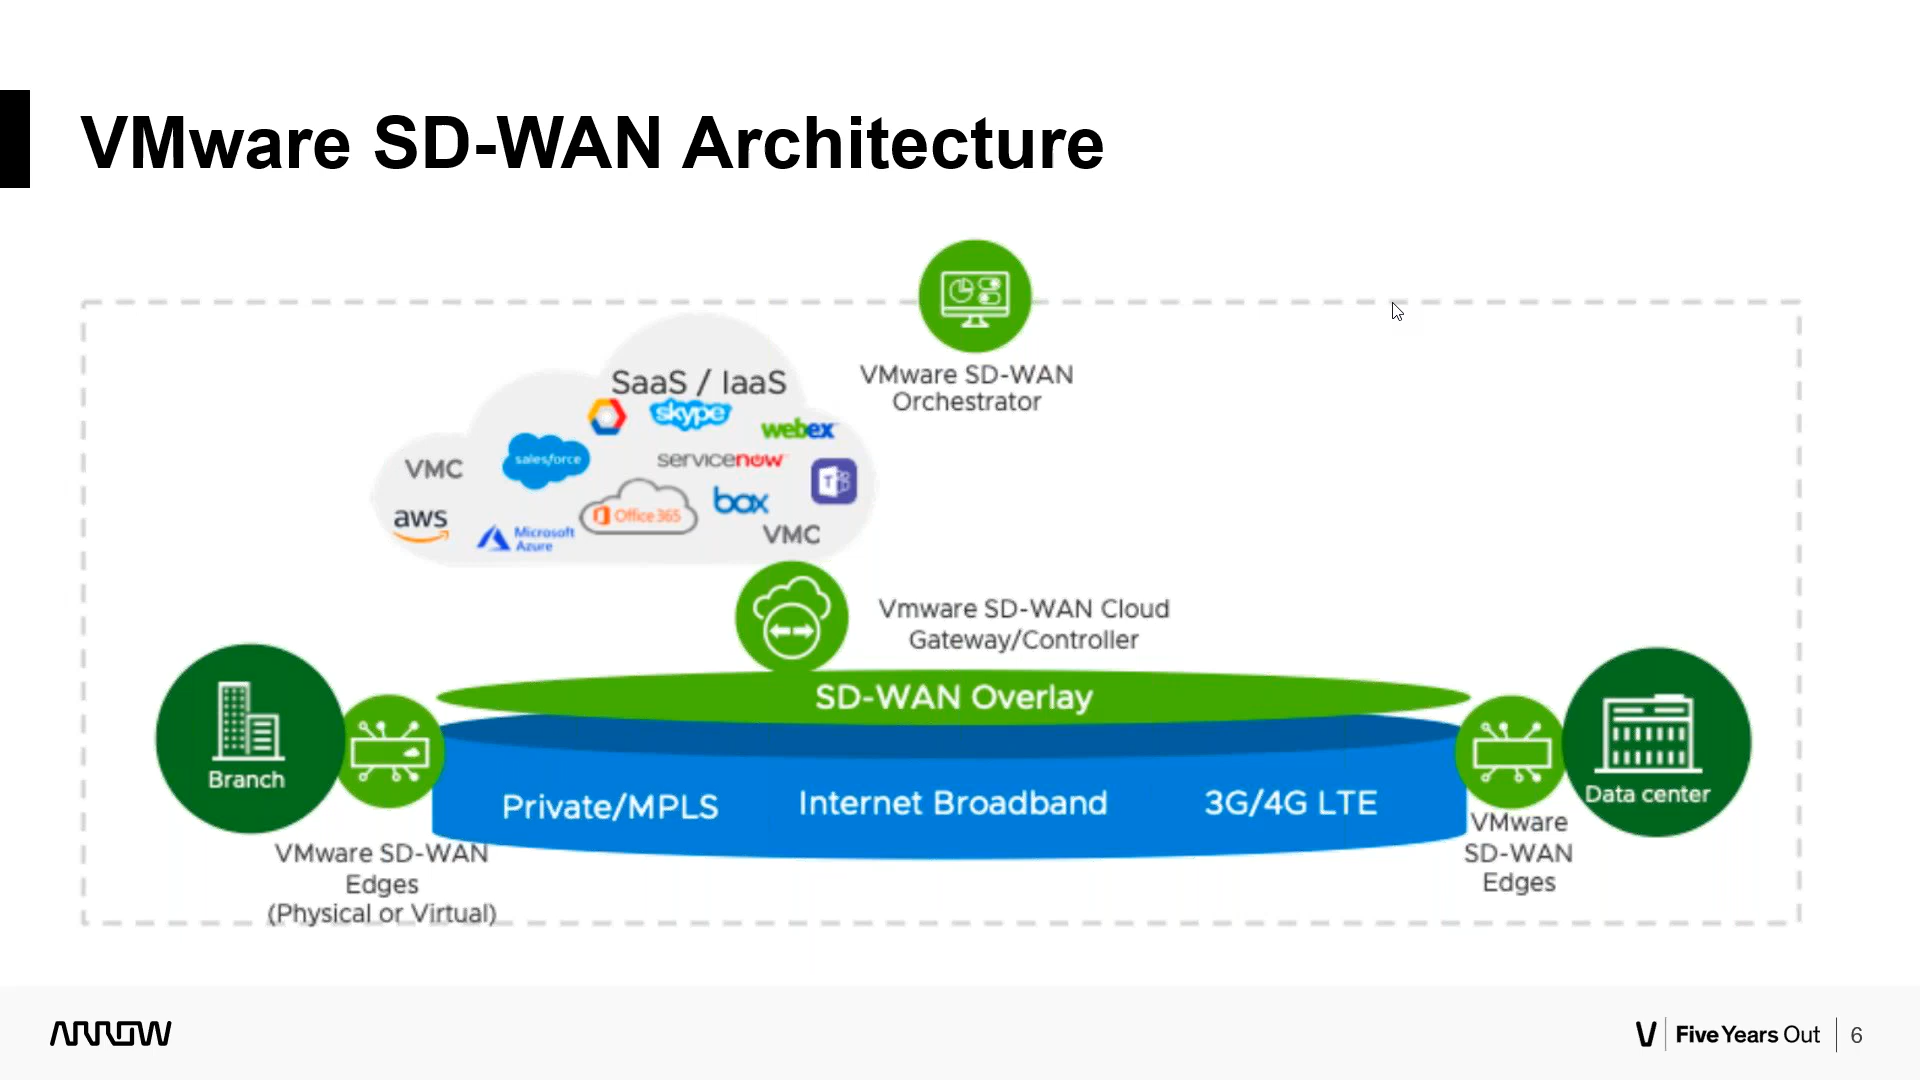 VMware SD-WAN Architecture
VMware SD-WAN
Orchestrator
SaaS / IaaS
skype
webex
VMC
salesforce
servicenow
T
aws
Microsoft
Azure
Office 365
box
VMC
Vmware SD-WAN Cloud
Gateway/Controller
SD-WAN Overlay
Branch
Private/MPLS
Internet Broadband
3G/4G LTE
Data center
VMware SD-WAN
Edges
(Physical or Virtual)
VMware
SD-WAN
Edges
ARROW
Five Years Out
6